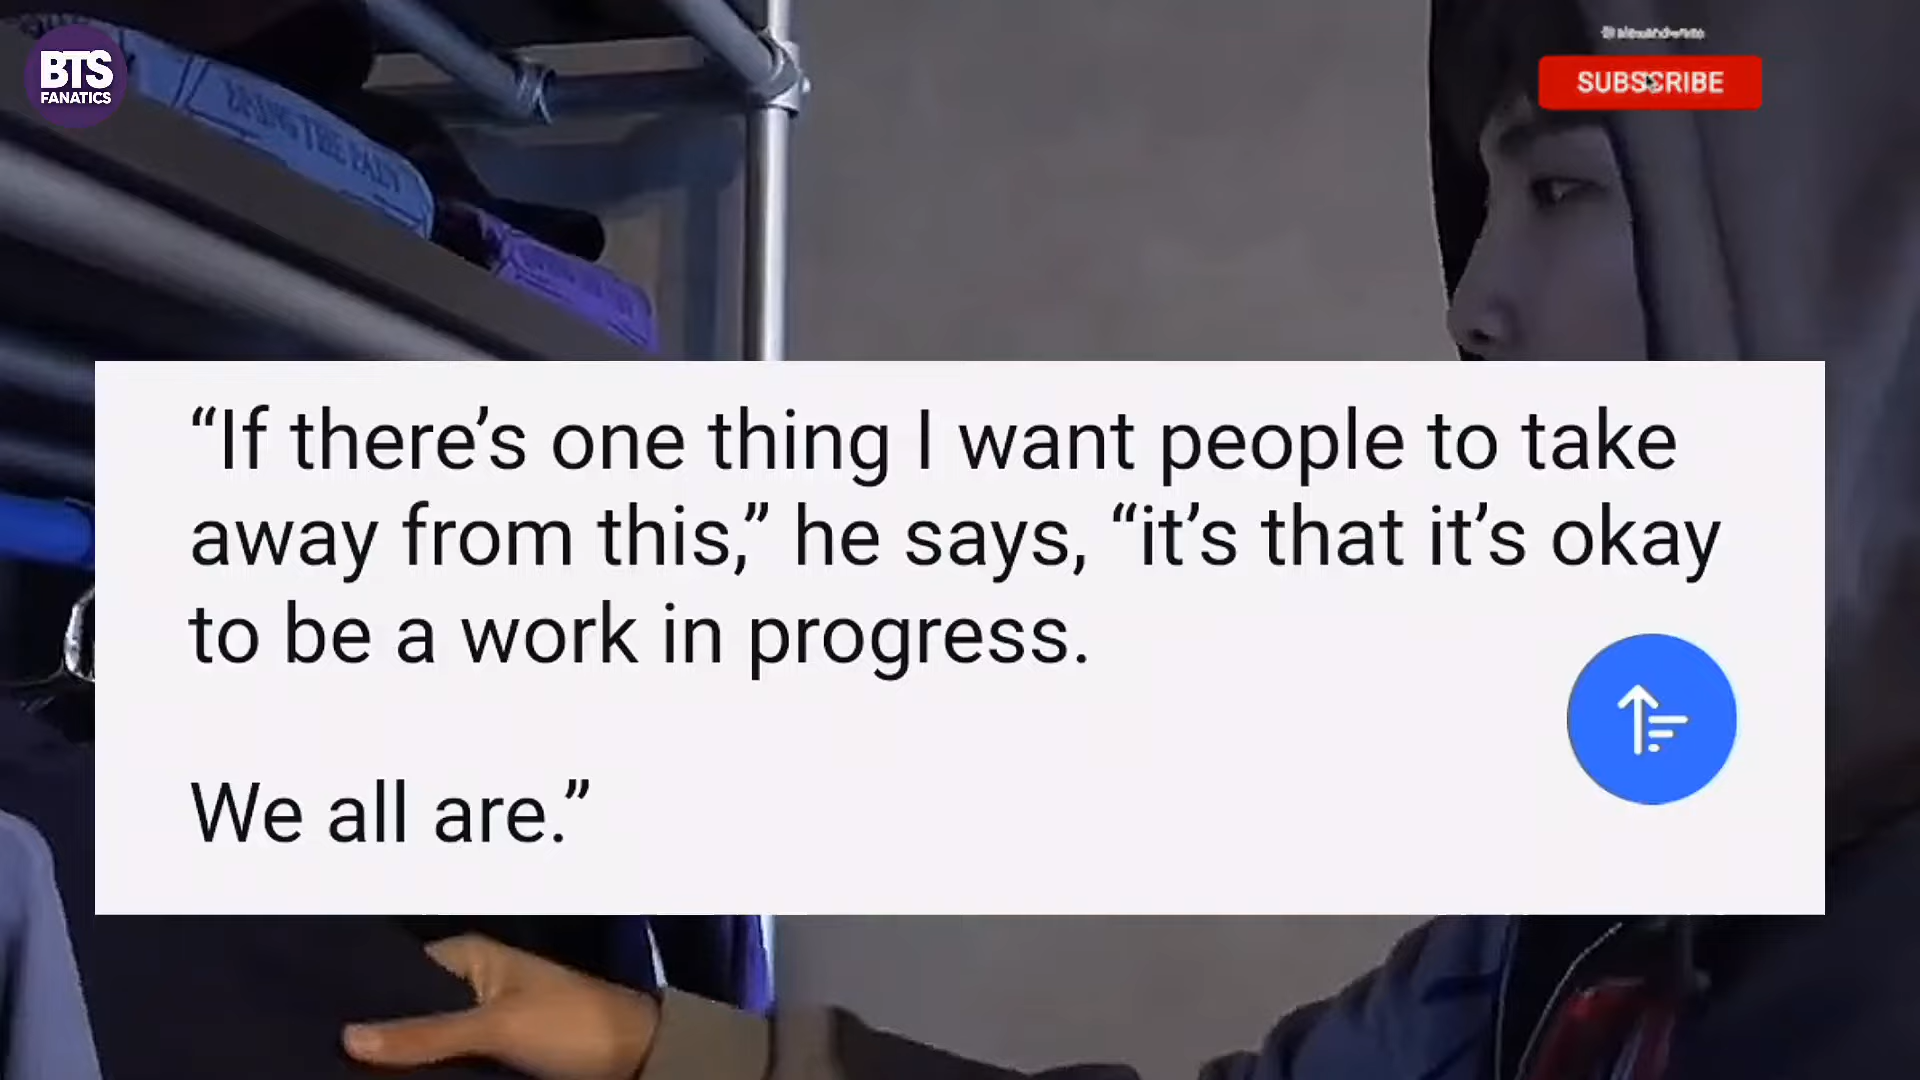 BTS
FANATICS
SUBSCRIBE
“If there’s one thing I want people to take
away from this,” he says, “it’s that it’s okay
to be a work in progress.
We all are.”